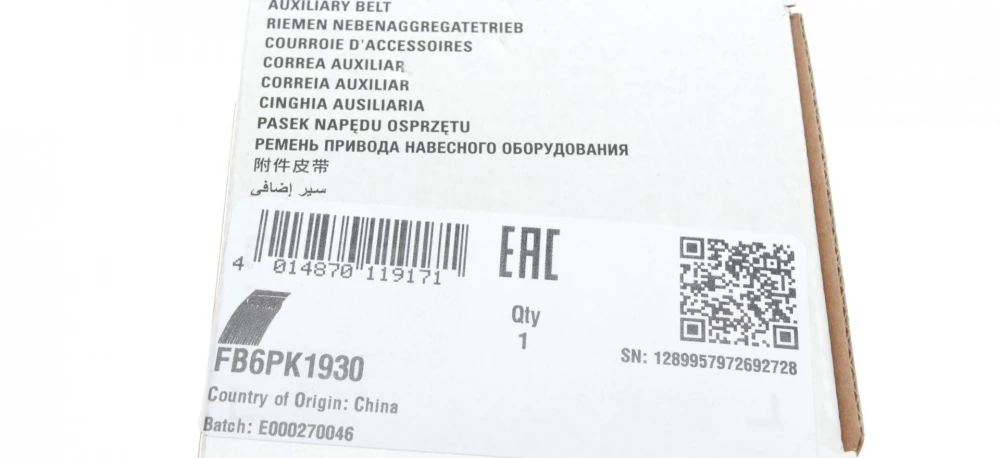 AUXILIARY BELT
RIEMEN NEBENAGGREGATETRIEB
COURROIE D'ACCESSOIRES
CORREA AUXILIAR
CORREIA AUXILIAR
CINGHIA AUSILIARIA
PASEK NAPĘDU OSPRZĘTU
РЕМЕНЬ ПРИВОДА НАВЕСНОГО ОБОРУДОВАНИЯ
附件皮带
سير إضافي
4 014870 119171
EAC
Qty
1
SN: 1289957972692728
FB6PK1930
Country of Origin: China
Batch: E000270046